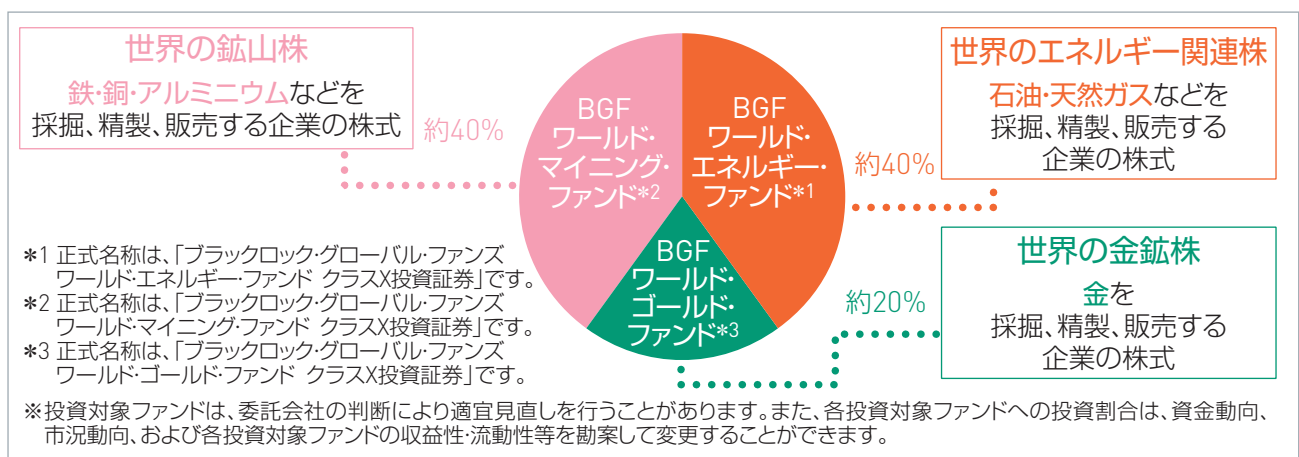 世界の鉱山株
鉄・銅・アルミニウムなどを
採掘、精製、販売する企業の株式
約40%
BGF
ワールド・
マイニング・
ファンド*2
BGF
ワールド・
エネルギー・
ファンド*1
約40%
世界のエネルギー関連株
石油・天然ガスなどを
採掘、精製、販売する
企業の株式
BGF
ワールド・
ゴールド・
ファンド*3
約20%
世界の金鉱株
金を
採掘、精製、販売する
企業の株式
*1 正式名称は、「ブラックロック・グローバル・ファンズ
ワールド・エネルギー・ファンド クラスX投資証券」です。
*2 正式名称は、「ブラックロック・グローバル・ファンズ
ワールド・マイニング・ファンド クラスX投資証券」です。
*3 正式名称は、「ブラックロック・グローバル・ファンズ
ワールド・ゴールド・ファンド クラスX投資証券」です。
※投資対象ファンドは、委託会社の判断により適宜見直しを行うことがあります。また、各投資対象ファンドへの投資割合は、資金動向、
市況動向、および各投資対象ファンドの収益性・流動性等を勘案して変更することができます。